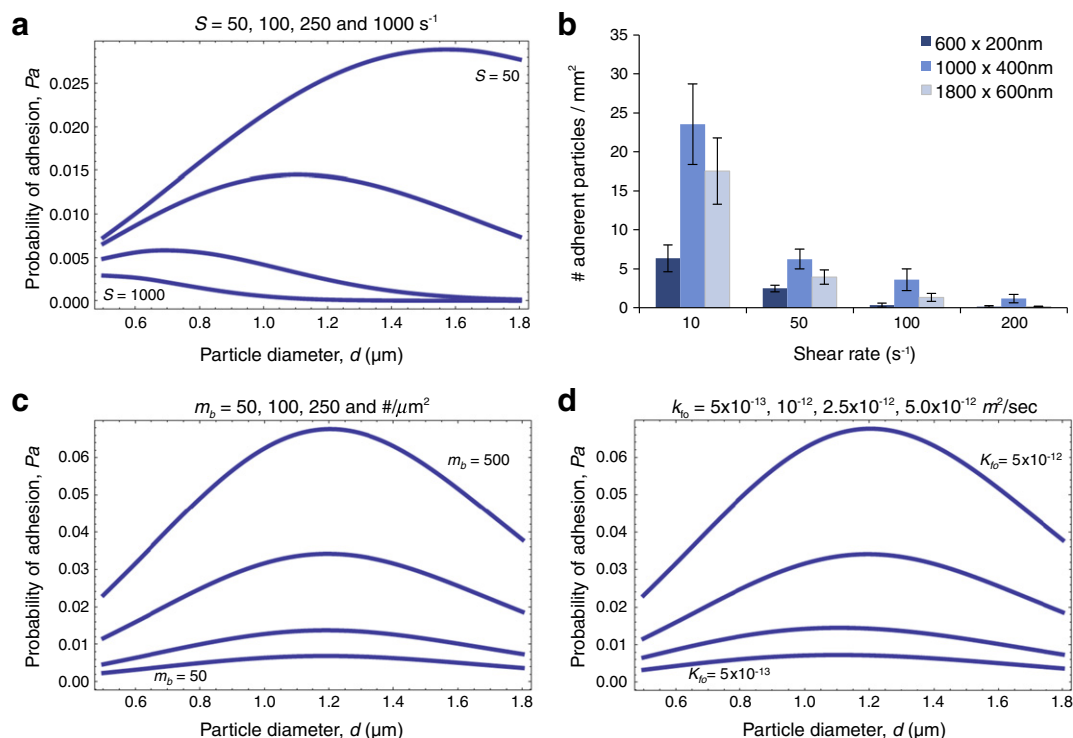 a
S = 50, 100, 250 and 1000 s⁻¹
Probability of adhesion, Pa
0.025
0.020
0.015
0.010
0.005
0.000
S = 50
S = 1000
0.6 0.8 1.0 1.2 1.4 1.6 1.8
Particle diameter, d (µm)
b
# adherent particles / mm²
35
30
25
20
15
10
5
0
600 x 200nm
1000 x 400nm
1800 x 600nm
10 50 100 200
Shear rate (s⁻¹)
c
m_b = 50, 100, 250 and #/µm²
Probability of adhesion, Pa
0.06
0.05
0.04
0.03
0.02
0.01
0.00
m_b = 500
m_b = 50
0.6 0.8 1.0 1.2 1.4 1.6 1.8
Particle diameter, d (µm)
d
k_fo = 5x10⁻¹³, 10⁻¹², 2.5x10⁻¹², 5.0x10⁻¹² m²/sec
Probability of adhesion, Pa
0.06
0.05
0.04
0.03
0.02
0.01
0.00
K_fo= 5x10⁻¹²
K_fo= 5x10⁻¹³
0.6 0.8 1.0 1.2 1.4 1.6 1.8
Particle diameter, d (µm)